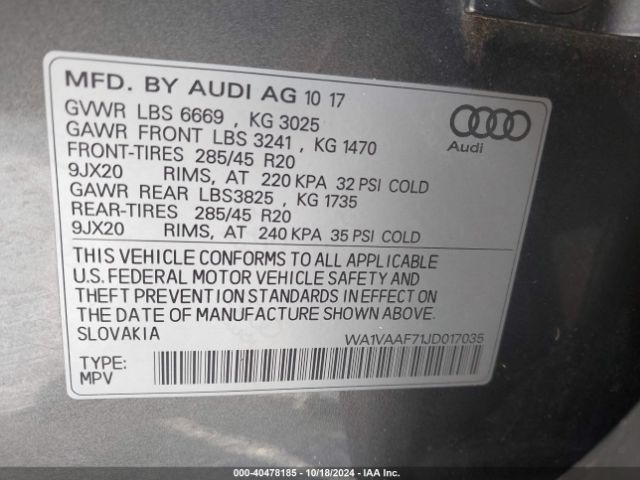 MFD. BY AUDI AG 10 17
GVWR LBS 6669 , KG 3025
GAWR FRONT LBS 3241 , KG 1470
FRONT-TIRES 285/45 R20
9JX20 RIMS, AT 220 KPA 32 PSI COLD
GAWR REAR LBS3825 , KG 1735
REAR-TIRES 285/45 R20
9JX20 RIMS, AT 240 KPA 35 PSI COLD
Audi
THIS VEHICLE CONFORMS TO ALL APPLICABLE
U.S. FEDERAL MOTOR VEHICLE SAFETY AND
THEFT PREVENTION STANDARDS IN EFFECT ON
THE DATE OF MANUFACTURE SHOWN ABOVE.
SLOVAKIA WA1VAAF71JD017035
TYPE:
MPV
000-40478185 - 10/18/2024 - IAA Inc.